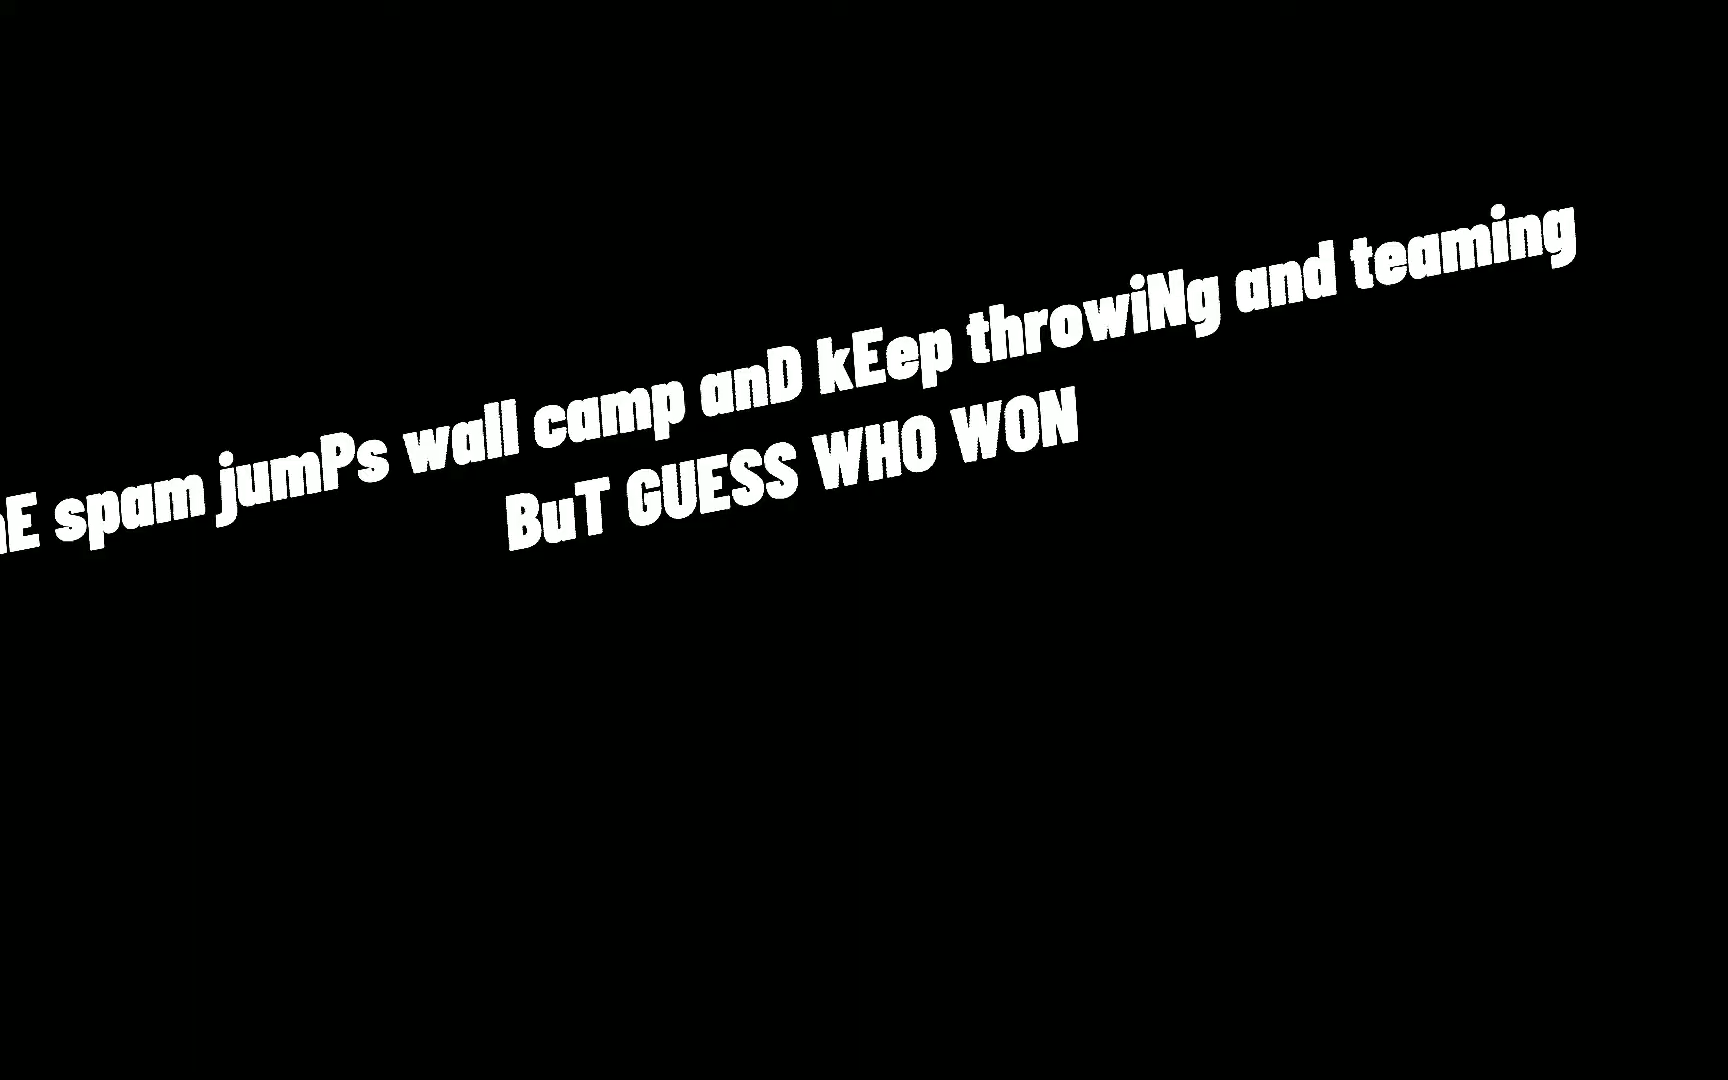 spam jumPs wall camp anD kEep throwiNg and teaming
BuT GUESS WHO WON